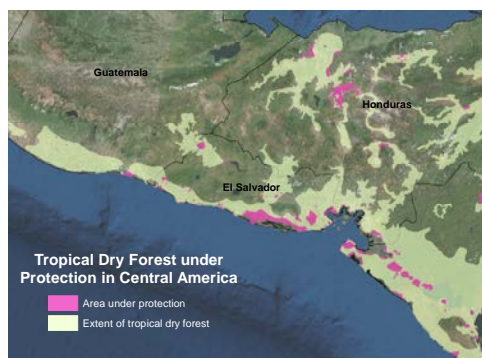 Guatemala
Honduras
El Salvador
Tropical Dry Forest under
Protection in Central America
Area under protection
Extent of tropical dry forest